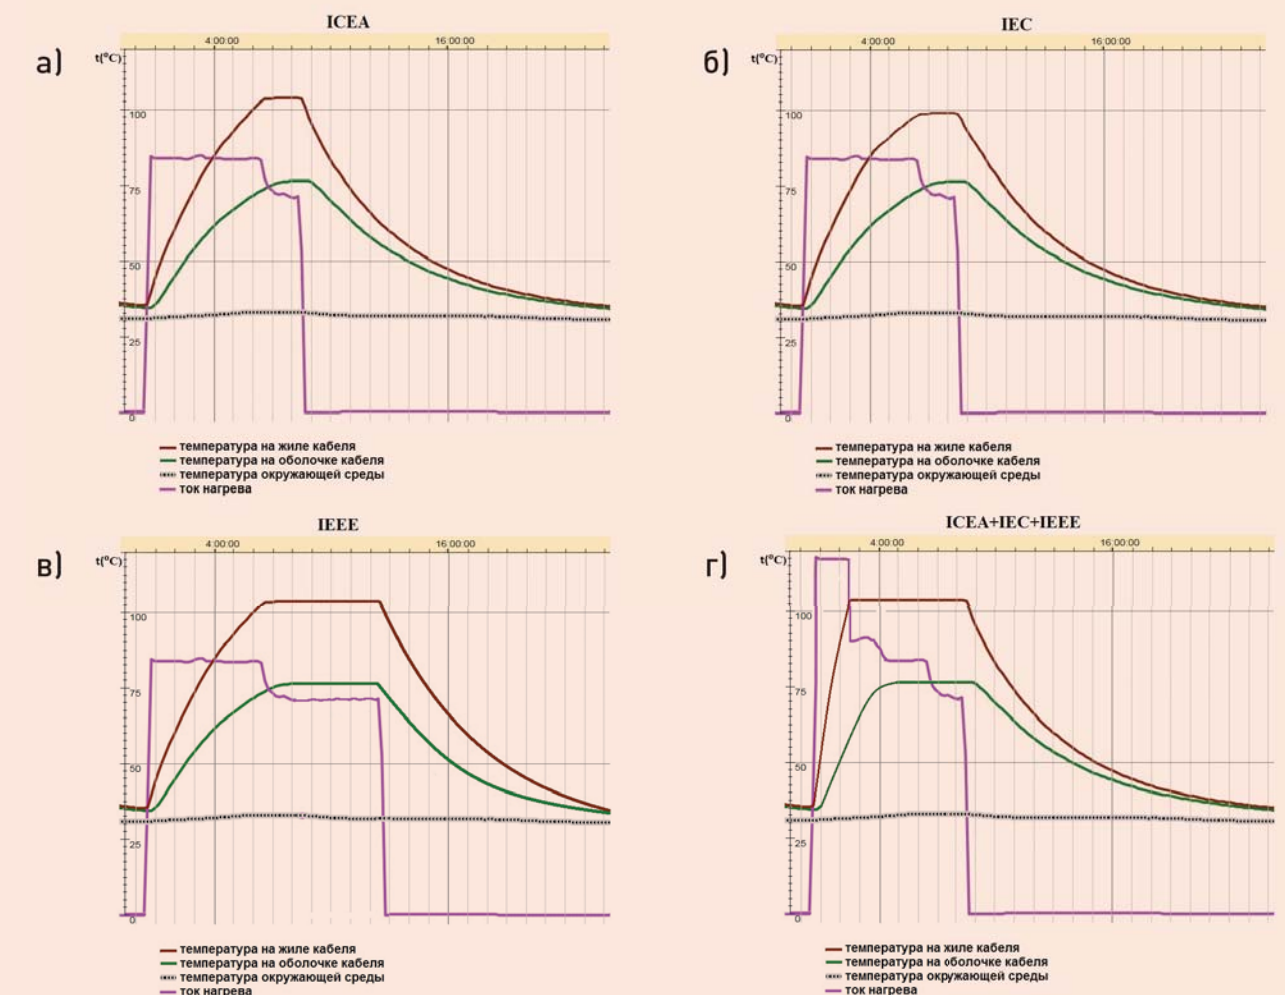 ICEA
а)
t(°C)
4:00:00 16:00:00
100
75
50
25
0
температура на жиле кабеля
температура на оболочке кабеля
температура окружающей среды
ток нагрева
IEC
б)
t(°C)
4:00:00 16:00:00
100
75
50
25
0
температура на жиле кабеля
температура на оболочке кабеля
температура окружающей среды
ток нагрева
IEEE
в)
t(°C)
4:00:00 16:00:00
100
75
50
25
0
температура на жиле кабеля
температура на оболочке кабеля
температура окружающей среды
ток нагрева
ICEA+IEC+IEEE
г)
t(°C)
4:00:00 16:00:00
100
75
50
25
0
температура на жиле кабеля
температура на оболочке кабеля
температура окружающей среды
ток нагрева